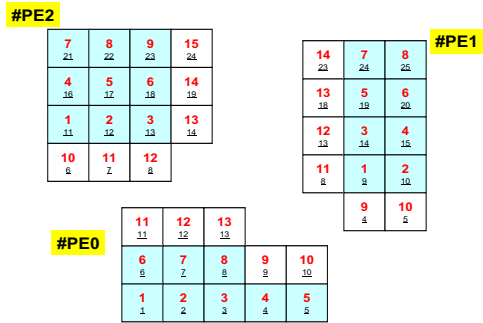 #PE2
7 8 9 15
21 22 23 24
4 5 6 14
16 17 18 19
1 2 3 13
11 12 13 14
10 11 12
6 7 8
#PE1
14 7 8
23 24 25
13 5 6
18 19 20
12 3 4
13 14 15
11 1 2
8 9 10
9 10
4 5
#PE0
11 12 13
11 12 13
6 7 8 9 10
6 7 8 9 10
1 2 3 4 5
1 2 3 4 5